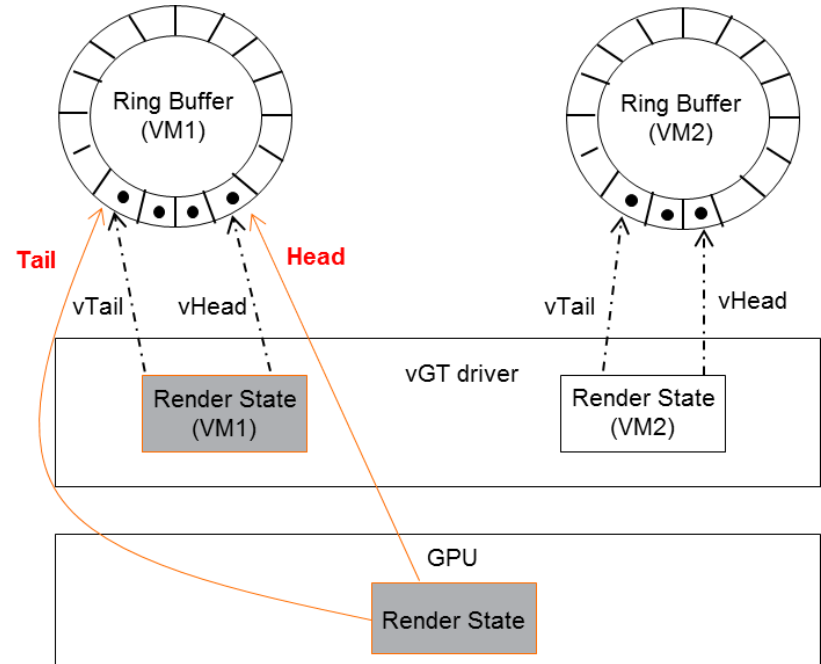 Ring Buffer
(VM1)
Ring Buffer
(VM2)
Tail
Head
vTail
vHead
vTail
vHead
vGT driver
Render State
(VM1)
Render State
(VM2)
GPU
Render State